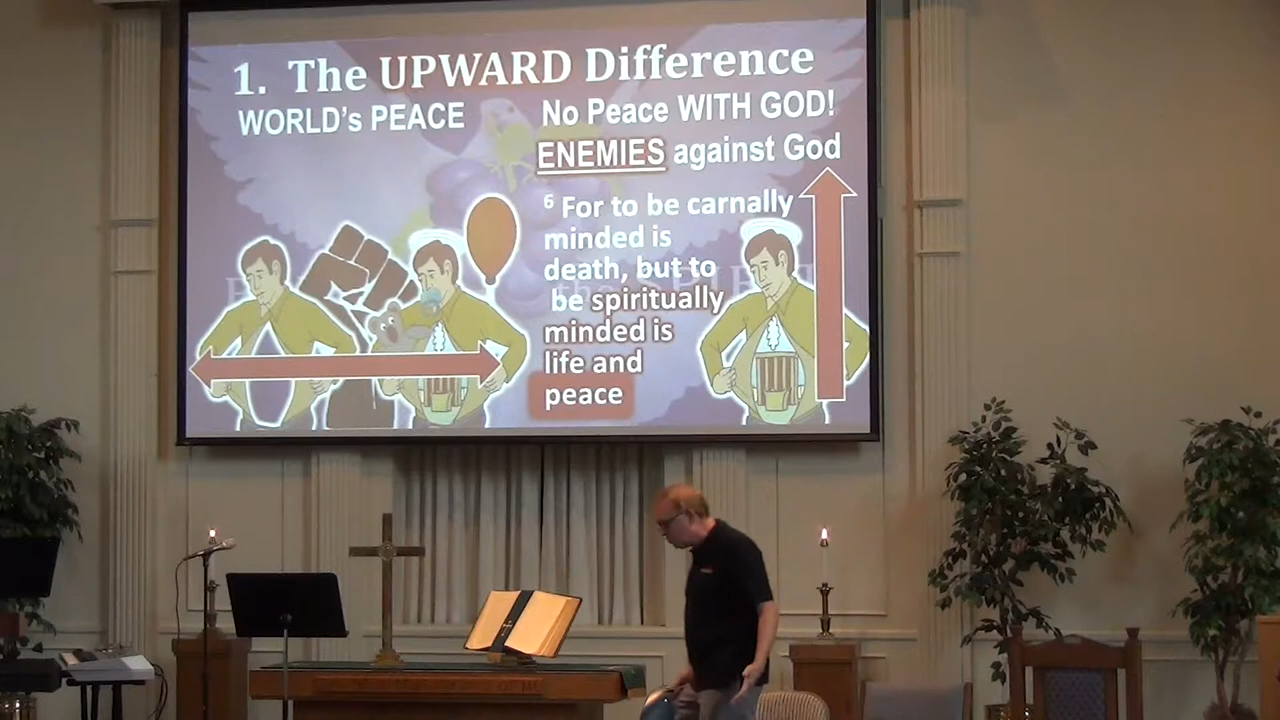 1. The UPWARD Difference
WORLD's PEACE
No Peace WITH GOD!
ENEMIES against God
6 For to be carnally
minded is
death, but to
be spiritually
minded is
life and
peace